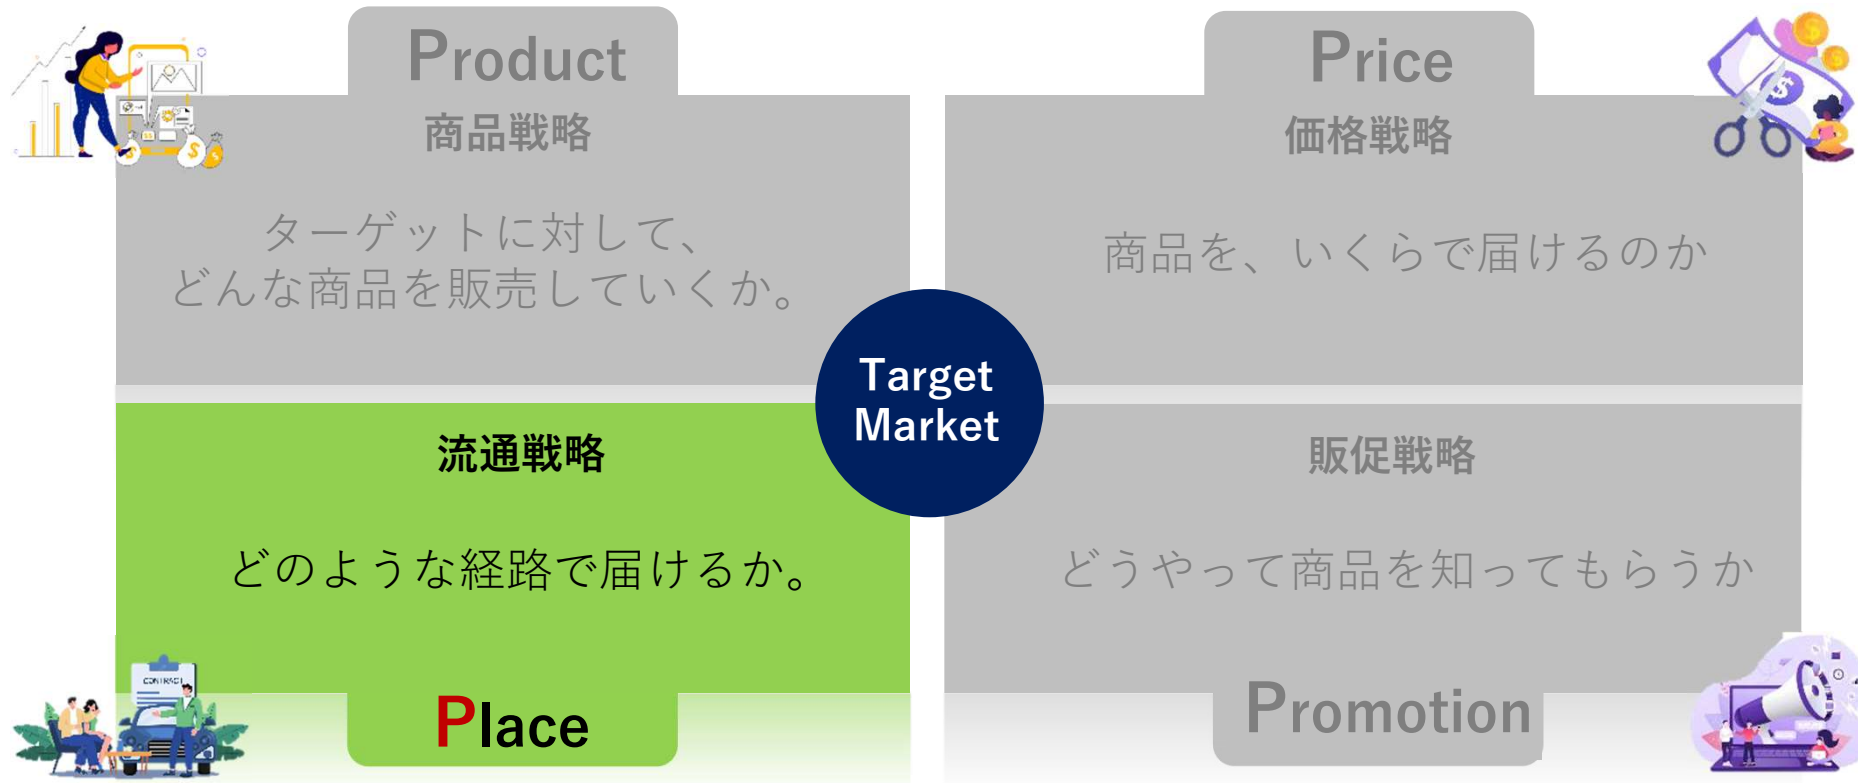 Product
商品戦略
ターゲットに対して、
どんな商品を販売していくか。
Price
価格戦略
商品を、いくらで届けるのか
Target
Market
流通戦略
どのような経路で届けるか。
CONTRACT
Place
販促戦略
どうやって商品を知ってもらうか
Promotion